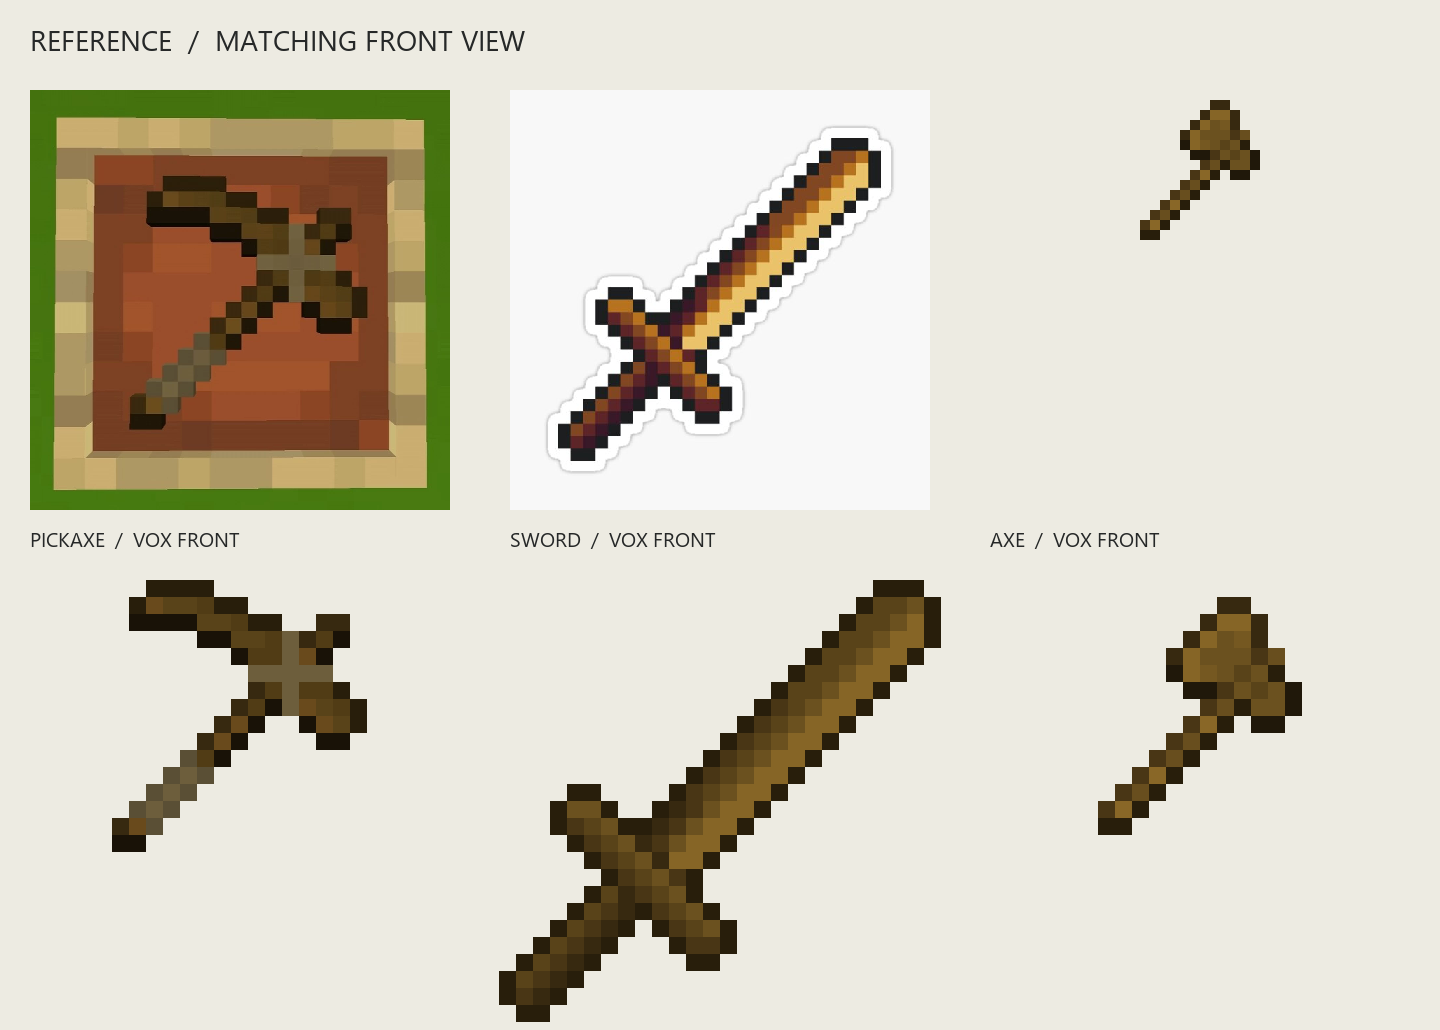 REFERENCE / MATCHING FRONT VIEW
PICKAXE / VOX FRONT
SWORD / VOX FRONT
AXE / VOX FRONT